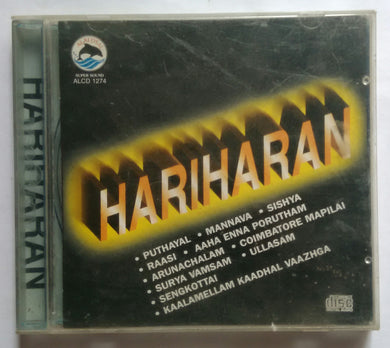 SUPER SOUND
ALCD 1274
HARIHARAN
HARIHARAN
PUTHAYAL • MANNAVA • SISHYA
RAASI • AAHA ENNA PORUTHAM
ARUNACHALAM • COIMBATORE MAPILAI
SURYA VAMSAM • ULLASAM
SENGKOTTAI
• KAALAMELLAM KAADHAL VAAZHGA
disc